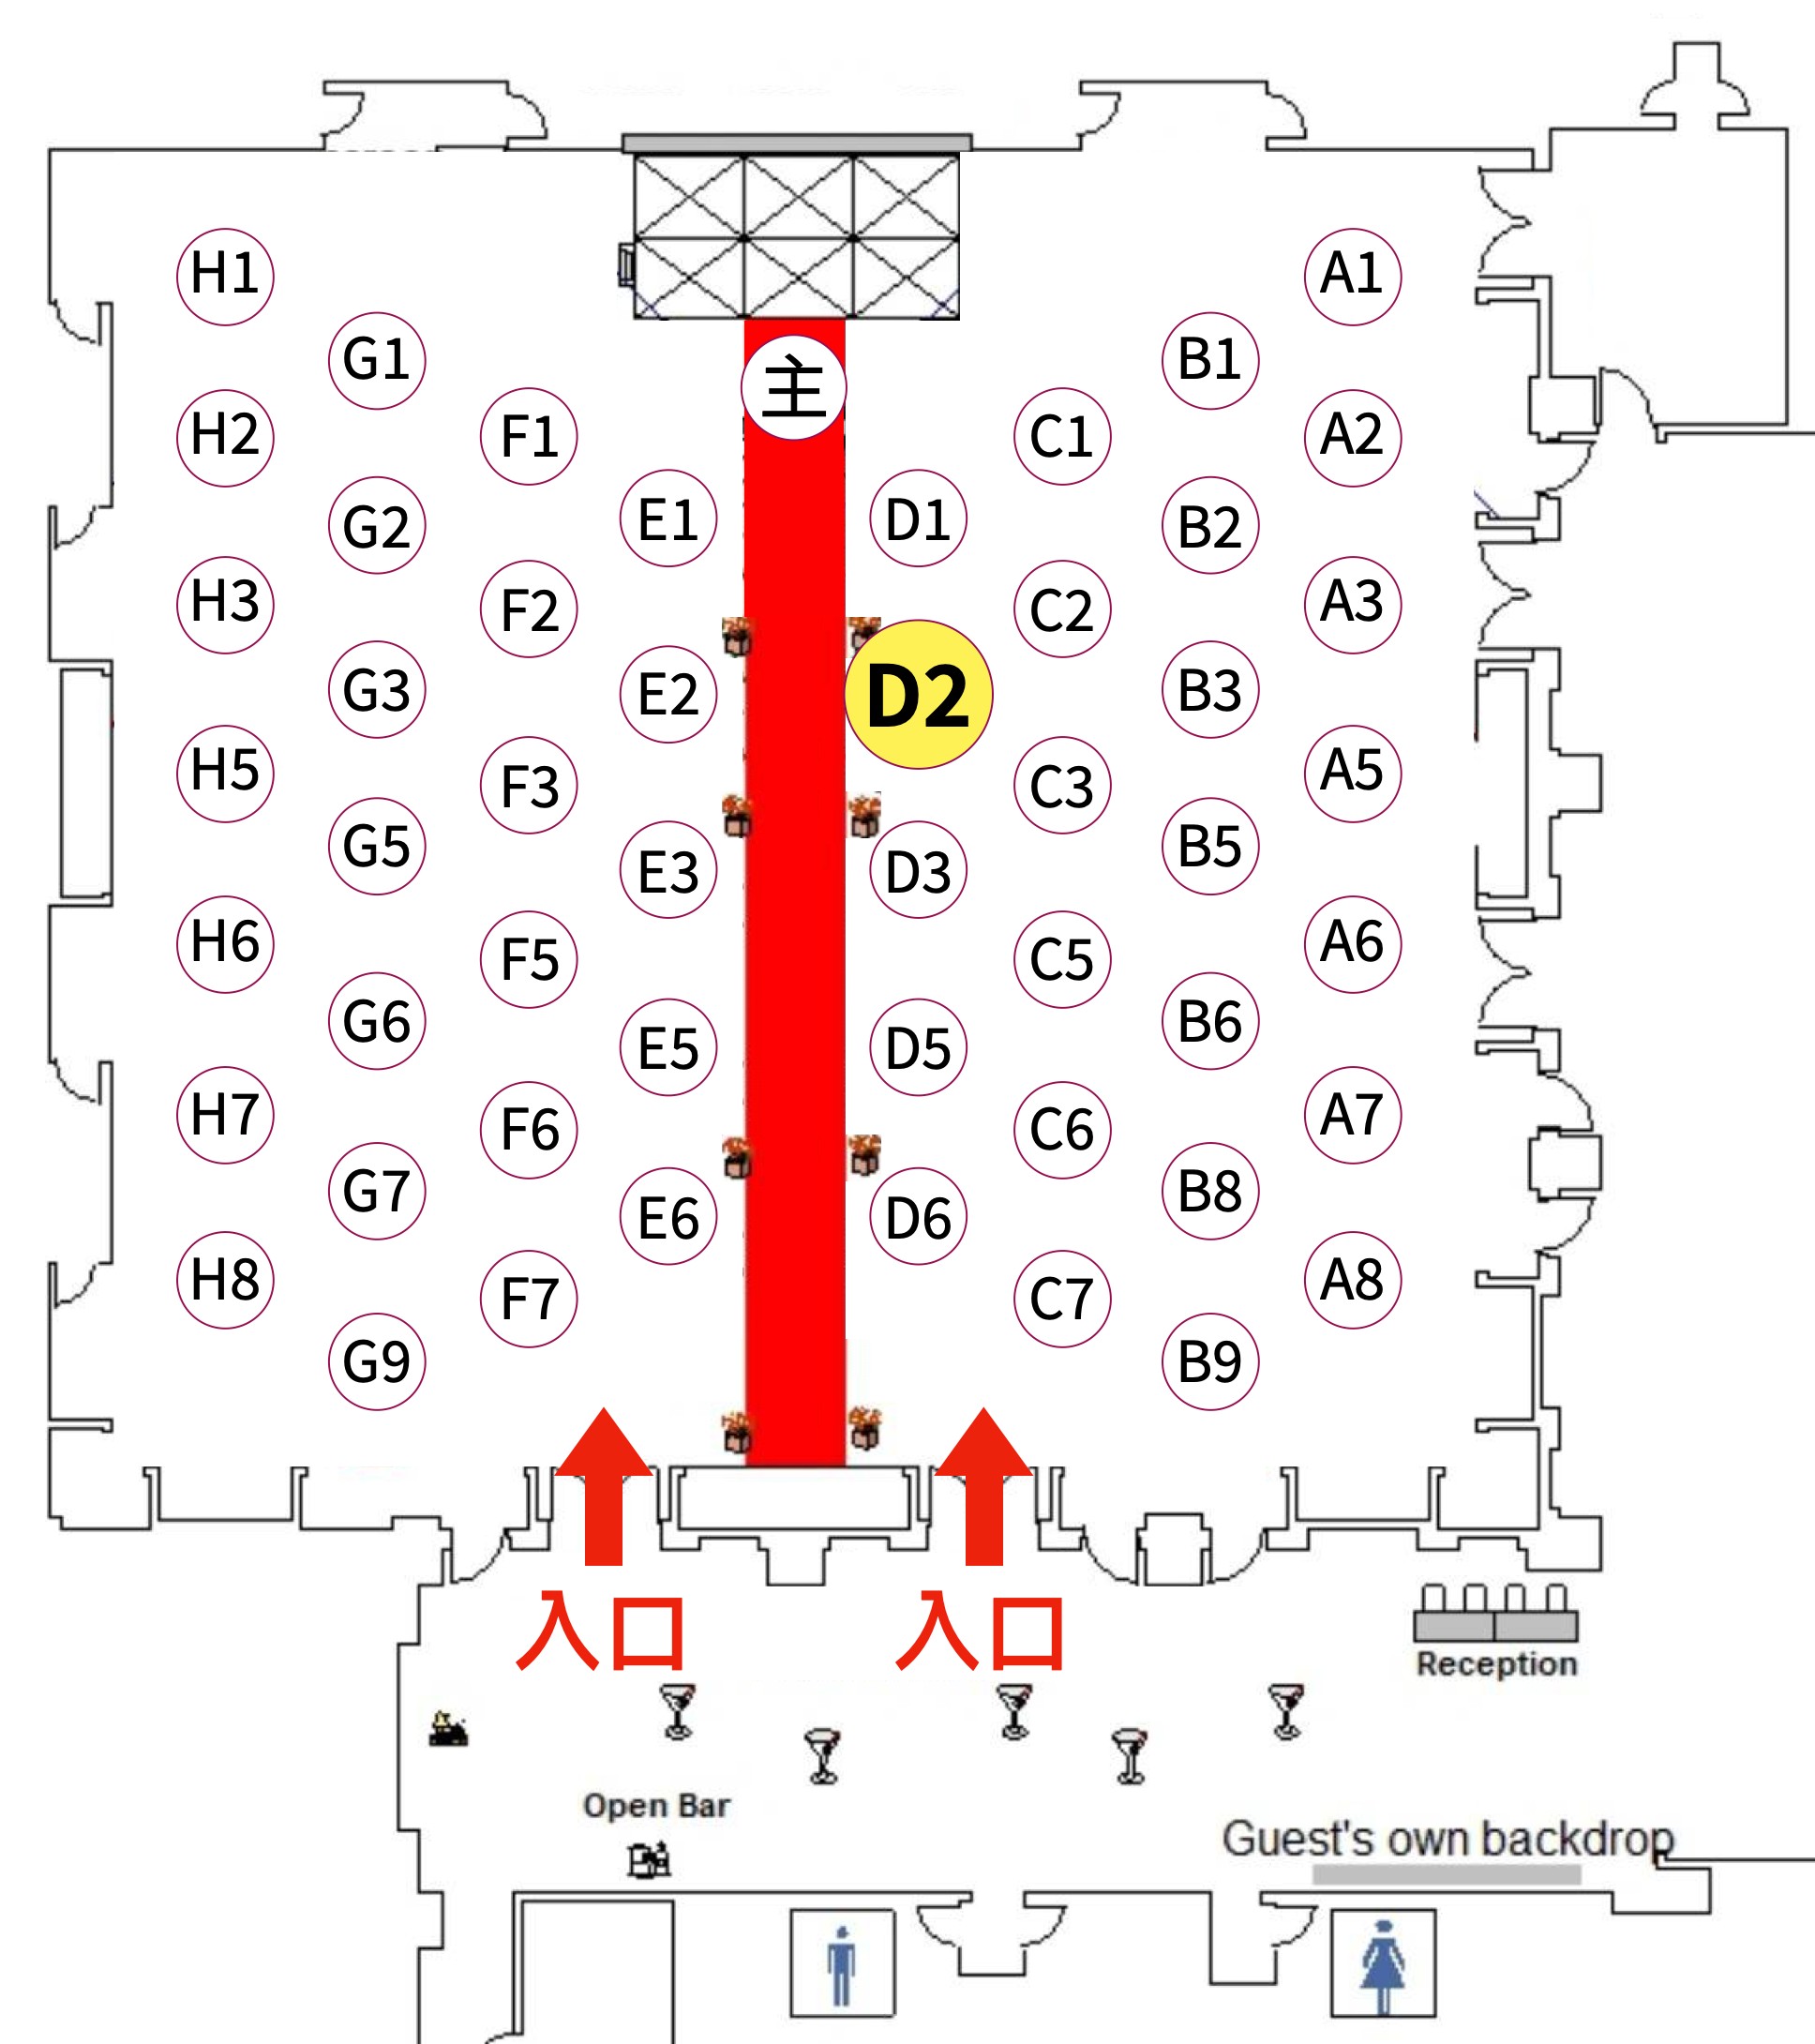 H1 A1
G1 B1
主
H2 F1 C1 A2
G2 E1 D1 B2
H3 F2 C2 A3
G3 E2 D2 B3
H5 F3 C3 A5
G5 E3 D3 B5
H6 F5 C5 A6
G6 E5 D5 B6
H7 F6 C6 A7
G7 E6 D6 B8
H8 F7 C7 A8
G9 B9
入口 入口
Reception
Open Bar
Guest's own backdrop